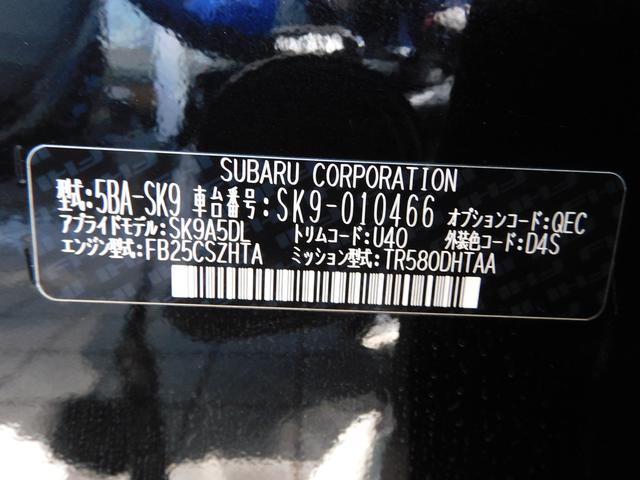 SUBARU CORPORATION
型式:5BA-SK9 車台番号:SK9-010466 オプションコード:QEC
アプライドモデル:SK9A5DL トリムコード:U40 外装色コード:D4S
エンジン型式:FB25CSZHTA ミッション型式:TR580DHTAA